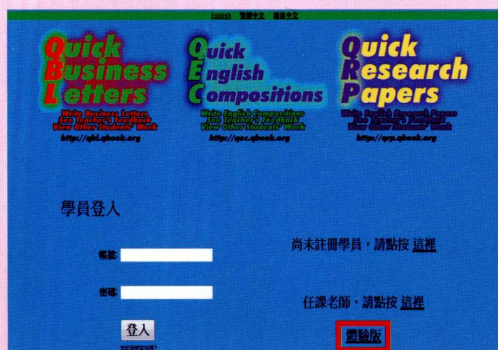 English 繁體中文 简体中文
Quick Business Letters
Write Business Letters
See Teacher's Feedback
View Other Students' Work
http://qbl.qbook.org
Quick English Compositions
Write English Compositions
See Teacher's Feedback
View Other Students' Work
http://qec.qbook.org
Quick Research Papers
Write English Research Papers
See Teacher's Feedback
View Other Students' Work
http://qrp.qbook.org
學員登入
帳號:
密碼:
登入
尚未註冊學員，請點按 這裡
任課老師，請點按 這裡
體驗版